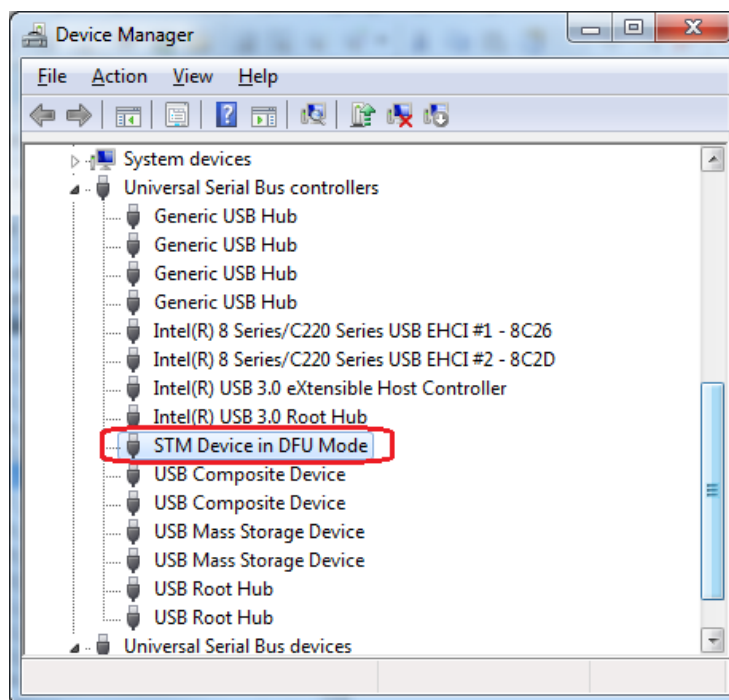 Device Manager
File Action View Help
System devices
Universal Serial Bus controllers
Generic USB Hub
Generic USB Hub
Generic USB Hub
Generic USB Hub
Intel(R) 8 Series/C220 Series USB EHCI #1 - 8C26
Intel(R) 8 Series/C220 Series USB EHCI #2 - 8C2D
Intel(R) USB 3.0 eXtensible Host Controller
Intel(R) USB 3.0 Root Hub
STM Device in DFU Mode
USB Composite Device
USB Composite Device
USB Mass Storage Device
USB Mass Storage Device
USB Root Hub
USB Root Hub
Universal Serial Bus devices